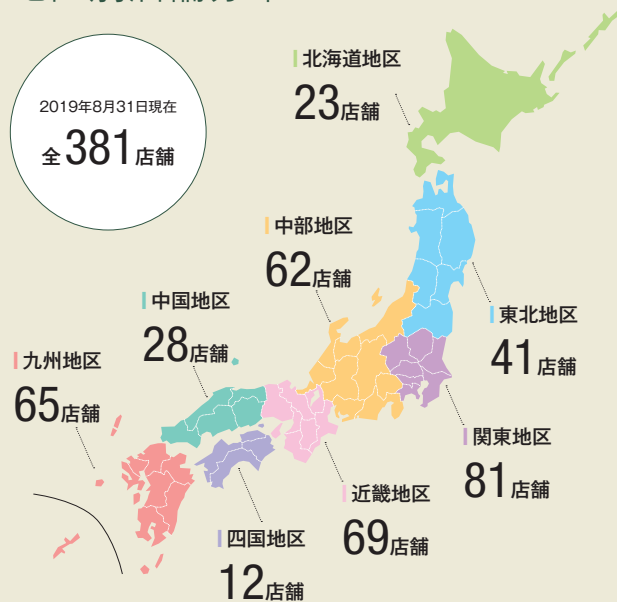 2019年8月31日現在
全381店舗
北海道地区
23店舗
中部地区
62店舗
中国地区
28店舗
東北地区
41店舗
九州地区
65店舗
関東地区
81店舗
近畿地区
69店舗
四国地区
12店舗